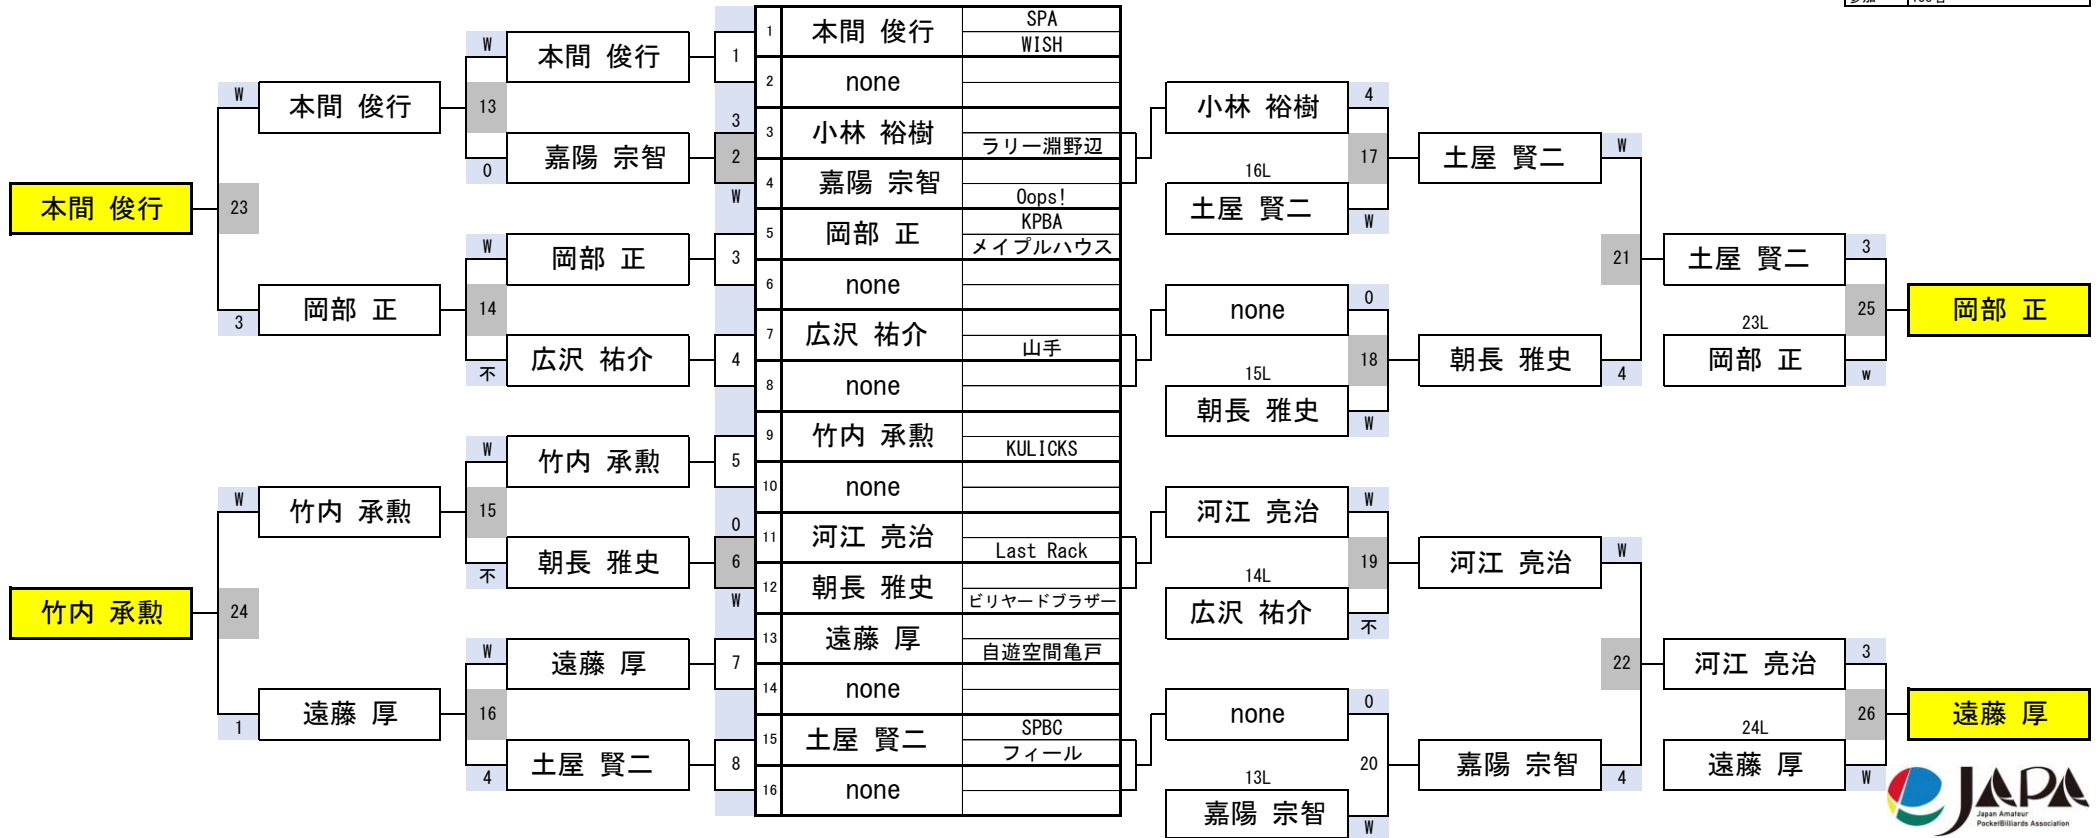 W
本間 俊行
1
W
本間 俊行
13
0
嘉陽 宗智
3
2
W
本間 俊行
23
W
岡部 正
3
3
岡部 正
14
不
広沢 祐介
4
W
竹内 承勲
5
W
竹内 承勲
15
不
朝長 雅史
0
6
W
竹内 承勲
24
W
遠藤 厚
7
1
遠藤 厚
16
4
土屋 賢二
8
1
本間 俊行
SPA
WISH
2
none
3
小林 裕樹
ラリー淵野辺
4
嘉陽 宗智
Oops!
5
岡部 正
KPBA
メイプルハウス
6
none
7
広沢 祐介
山手
8
none
9
竹内 承勲
KULICKS
10
none
11
河江 亮治
Last Rack
12
朝長 雅史
ビリヤードブラザー
13
遠藤 厚
自遊空間亀戸
14
none
15
土屋 賢二
SPBC
フィール
16
none
小林 裕樹
4
17
16L
土屋 賢二
W
土屋 賢二
W
none
0
18
15L
朝長 雅史
W
朝長 雅史
4
21
土屋 賢二
3
23L
岡部 正
w
25
岡部 正
河江 亮治
W
19
14L
広沢 祐介
不
河江 亮治
W
none
0
20
13L
嘉陽 宗智
W
嘉陽 宗智
4
22
河江 亮治
3
24L
遠藤 厚
W
26
遠藤 厚
JAPA
Japan Amateur
PocketBilliards Association